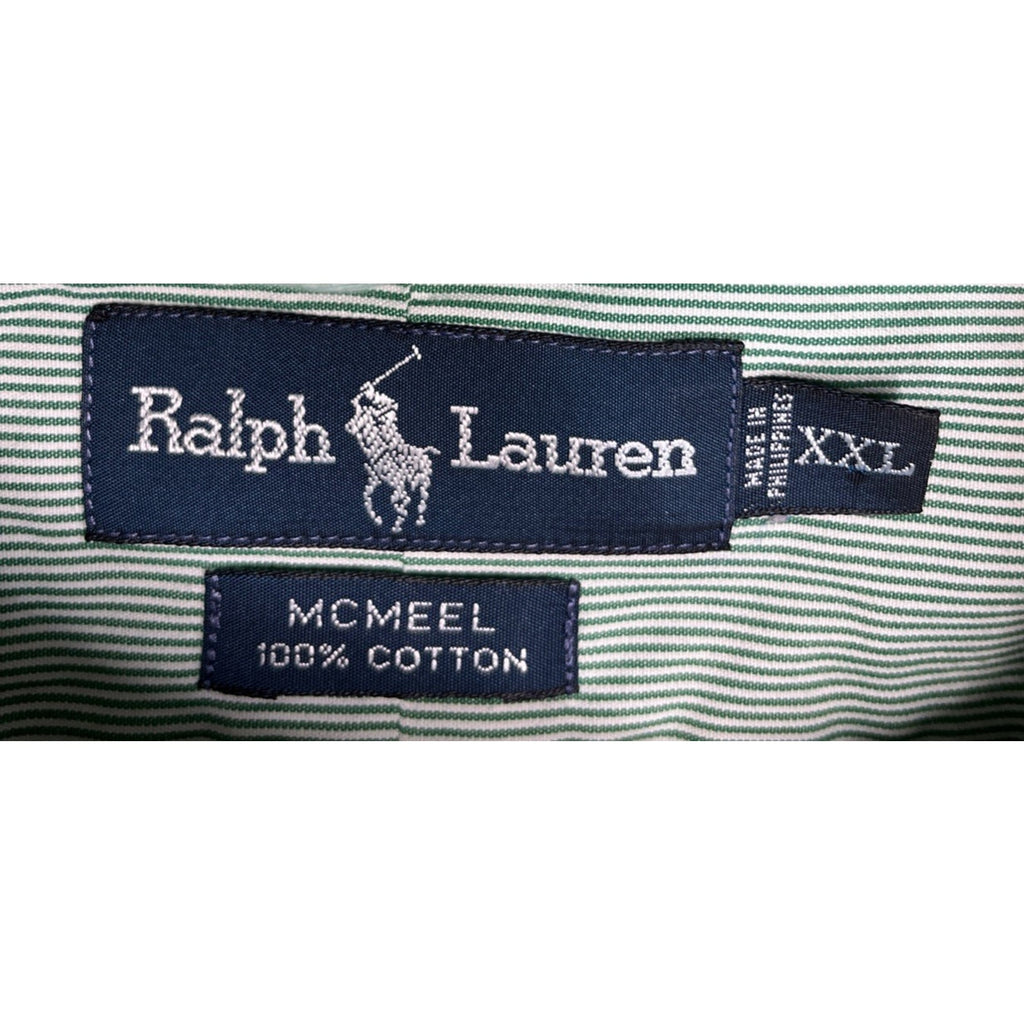 Ralph Lauren
MADE IN
PHILIPPINES
XXL
MCMEEL
100% COTTON